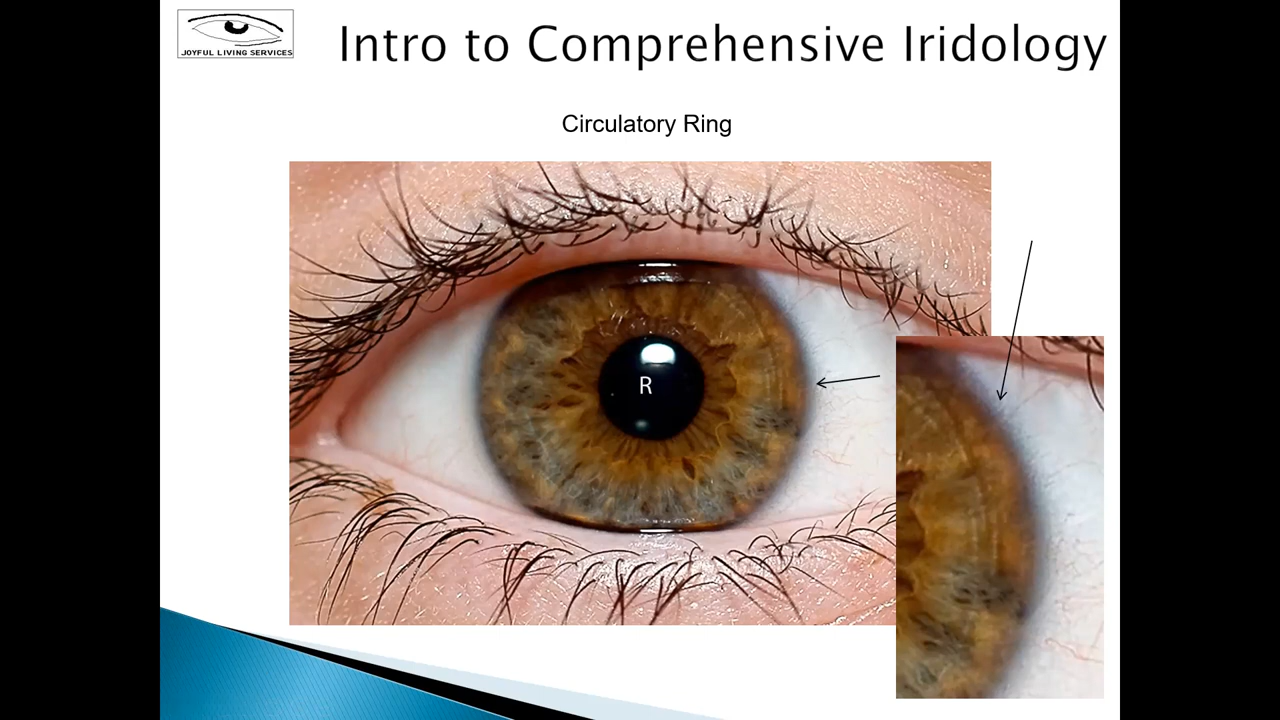 JOYFUL LIVING SERVICES
Intro to Comprehensive Iridology
Circulatory Ring
R